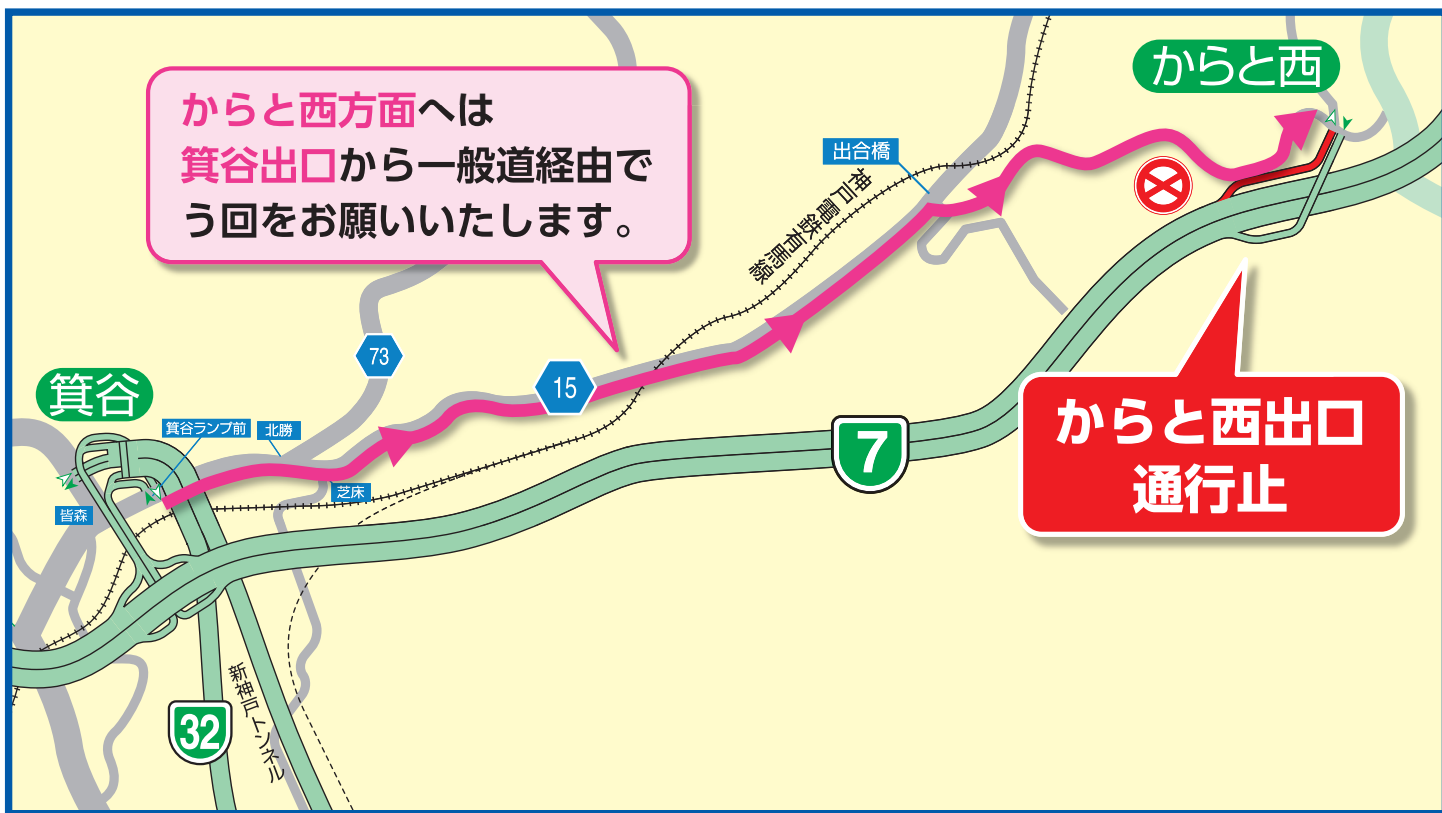 からと西
からと西方面へは
箕谷出口から一般道経由で
う回をお願いいたします。
出合橋
神戸電鉄有馬線
73
15
箕谷
箕谷ランプ前
北勝
芝床
皆森
7
からと西出口
通行止
32
新神戸トンネル